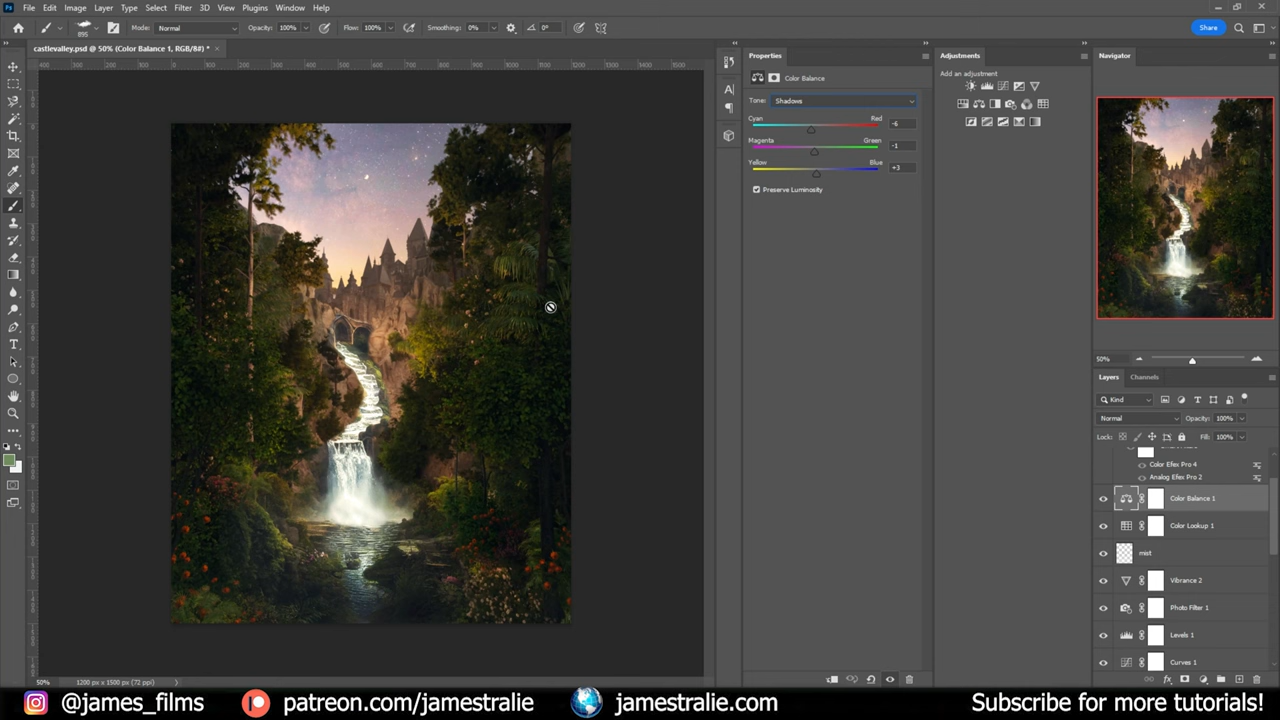 File Edit Image Layer Type Select Filter 3D View Plugins Window Help
895 Mode: Normal Opacity: 100% Flow: 100% Smoothing: 0% 0° Share
castlevalley.psd @ 50% (Color Balance 1, RGB/8#) * ×
Properties
Color Balance
Tone: Shadows
Cyan Red -6
Magenta Green -1
Yellow Blue +3
Preserve Luminosity
Adjustments
Add an adjustment
Navigator
50%
Layers Channels
Kind
Normal Opacity: 100%
Lock: Fill: 100%
Color Efex Pro 4
Analog Efex Pro 2
Color Balance 1
Color Lookup 1
mist
Vibrance 2
Photo Filter 1
Levels 1
Curves 1
50% 1200 px x 1500 px (72 ppi)
@james_films patreon.com/jamestralie jamestralie.com Subscribe for more tutorials!